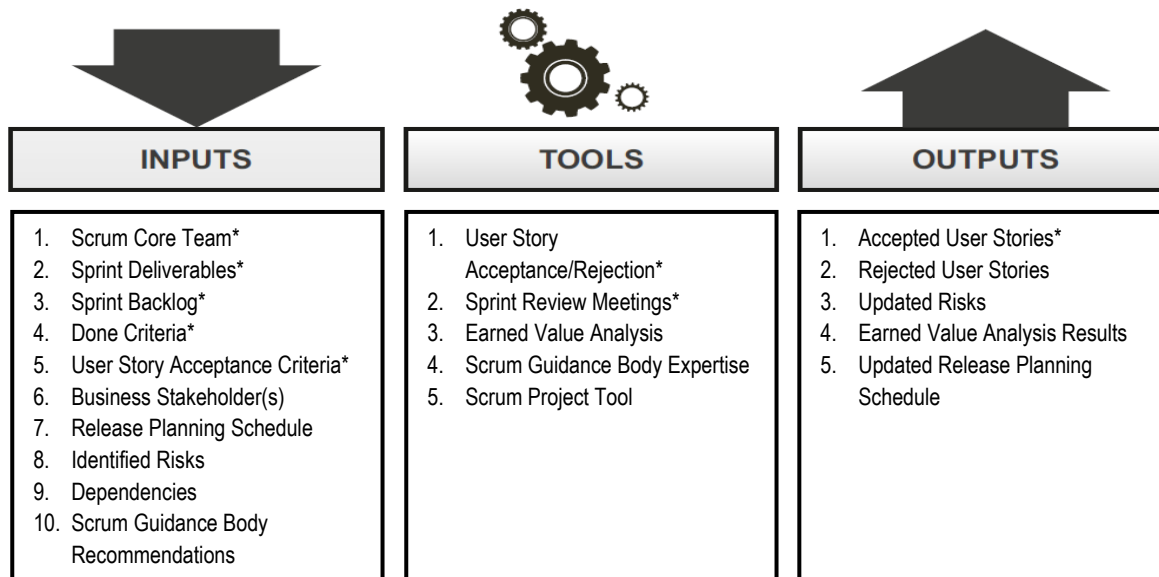 INPUTS
1. Scrum Core Team*
2. Sprint Deliverables*
3. Sprint Backlog*
4. Done Criteria*
5. User Story Acceptance Criteria*
6. Business Stakeholder(s)
7. Release Planning Schedule
8. Identified Risks
9. Dependencies
10. Scrum Guidance Body
Recommendations
TOOLS
1. User Story
Acceptance/Rejection*
2. Sprint Review Meetings*
3. Earned Value Analysis
4. Scrum Guidance Body Expertise
5. Scrum Project Tool
OUTPUTS
1. Accepted User Stories*
2. Rejected User Stories
3. Updated Risks
4. Earned Value Analysis Results
5. Updated Release Planning
Schedule